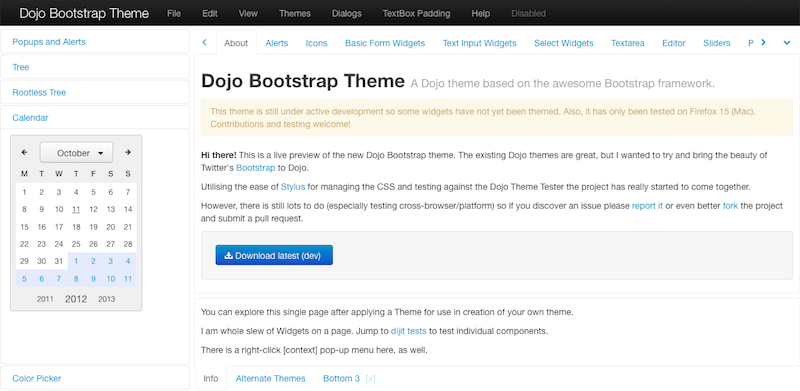 Dojo Bootstrap Theme File Edit View Themes Dialogs TextBox Padding Help Disabled
Popups and Alerts
Tree
Rootless Tree
Calendar
October
M T W T F S S
1 2 3 4 5 6 7
8 9 10 11 12 13 14
15 16 17 18 19 20 21
22 23 24 25 26 27 28
29 30 31 1 2 3 4
5 6 7 8 9 10 11
2011 2012 2013
Color Picker
About Alerts Icons Basic Form Widgets Text Input Widgets Select Widgets Textarea Editor Sliders P
Dojo Bootstrap Theme A Dojo theme based on the awesome Bootstrap framework.
This theme is still under active development so some widgets have not yet been themed. Also, it has only been tested on Firefox 15 (Mac).
Contributions and testing welcome!
Hi there! This is a live preview of the new Dojo Bootstrap theme. The existing Dojo themes are great, but I wanted to try and bring the beauty of
Twitter's Bootstrap to Dojo.
Utilising the ease of Stylus for managing the CSS and testing against the Dojo Theme Tester the project has really started to come together.
However, there is still lots to do (especially testing cross-browser/platform) so if you discover an issue please report it or even better fork the project
and submit a pull request.
Download latest (dev)
You can explore this single page after applying a Theme for use in creation of your own theme.
I am whole slew of Widgets on a page. Jump to dijit tests to test individual components.
There is a right-click [context] pop-up menu here, as well.
Info Alternate Themes Bottom 3 [x]